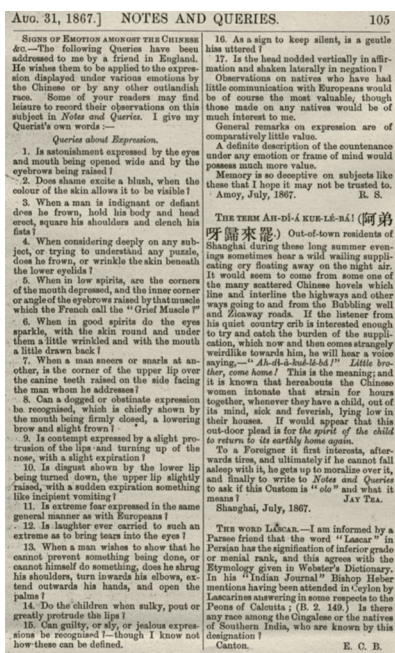 AUG. 31, 1867.] NOTES AND QUERIES. 105
SIGNS OF EMOTION AMONGST THE CHINESE
&c.—The following Queries have been
addressed to me by a friend in England.
He wishes them to be applied to the expres-
sion displayed under various emotions by
the Chinese or by any other outlandish
race. Some of your readers may find
leisure to record their observations on this
subject in Notes and Queries. I give my
Querist's own words :—
Queries about Expression.
1. Is astonishment expressed by the eyes
and mouth being opened wide and by the
eyebrows being raised ?
2. Does shame excite a blush, when the
colour of the skin allows it to be visible ?
3. When a man is indignant or defiant
does he frown, hold his body and head
erect, square his shoulders and clench his
fists ?
4. When considering deeply on any sub-
ject, or trying to understand any puzzle,
does he frown, or wrinkle the skin beneath
the lower eyelids ?
5. When in low spirits, are the corners
of the mouth depressed, and the inner corner
or angle of the eyebrows raised by that muscle
which the French call the "Grief Muscle ?"
6. When in good spirits do the eyes
sparkle, with the skin round and under
them a little wrinkled and with the mouth
a little drawn back ?
7. When a man sneers or snarls at an-
other, is the corner of the upper lip over
the canine teeth raised on the side facing
the man whom he addresses ?
8. Can a dogged or obstinate expression
be recognised, which is chiefly shown by
the mouth being firmly closed, a lowering
brow and slight frown ?
9. Is contempt expressed by a slight pro-
trusion of the lips and turning up of the
nose, with a slight expiration ?
10. Is disgust shown by the lower lip
being turned down, the upper lip slightly
raised, with a sudden expiration something
like incipient vomiting ?
11. Is extreme fear expressed in the same
general manner as with Europeans ?
12. Is laughter ever carried to such an
extreme as to bring tears into the eyes ?
13. When a man wishes to show that he
cannot prevent something being done, or
cannot himself do something, does he shrug
his shoulders, turn inwards his elbows, ex-
tend outwards his hands, and open the
palms ?
14. Do the children when sulky, pout or
greatly protrude the lips ?
15. Can guilty, or sly, or jealous expres-
sions be recognised ?—though I know not
how these can be defined.
16. As a sign to keep silent, is a gentle
hiss uttered ?
17. Is the head nodded vertically in affir-
mation and shaken laterally in negation ?
Observations on natives who have had
little communication with Europeans would
be of course the most valuable, though
those made on any natives would be of
much interest to me.
General remarks on expression are of
comparatively little value.
A definite description of the countenance
under any emotion or frame of mind would
possess much more value.
Memory is so deceptive on subjects like
these that I hope it may not be trusted to.
Amoy, July, 1867. R. S.
THE TERM ÁH-DÍ-Á KUE-LÉ-BÁ! (阿弟
呀歸來罷.) Out-of-town residents of
Shanghai during these long summer even-
ings sometimes hear a wild wailing suppli-
cating cry floating away on the night air.
It would seem to come from some one of
the many scattered Chinese hovels which
line and interline the highways and other
ways going to and from the Bubbling well
and Zicaway roads. If the listener from
his quiet country crib is interested enough
to try and catch the burden of the suppli-
cation, which now and then comes strangely
weirdlike towards him, he will hear a voice
saying,—"Ah-dí-á-kué-lé-bá!" Little bro-
ther, come home! This is the meaning; and
it is known that hereabouts the Chinese
women intonate that strain for hours
together, whenever they have a child, out of
its mind, sick and feverish, lying low in
their houses. If would appear that this
out-door plead is for the spirit of the child
to return to its earthly home again.
To a Foreigner it first interests, after-
wards tires, and ultimately if he cannot fall
asleep with it, he gets up to moralize over it,
and finally to write to Notes and Queries
to ask if this Custom is "olo" and what it
means ? JAY TEA.
Shanghai, July, 1867.
THE WORD LASCAR.—I am informed by a
Parsee friend that the word "Lascar" in
Persian has the signification of inferior grade
or menial rank, and this agrees with the
Etymology given in Webster's Dictionary.
In his "Indian Journal" Bishop Heber
mentions having been attended in Ceylon by
Lascarines answering in some respects to the
Peons of Calcutta ; (B. 2. 149.) Is there
any race among the Cingalese or the natives
of Southern India, who are known by this
designation ?
Canton. E. C. B.